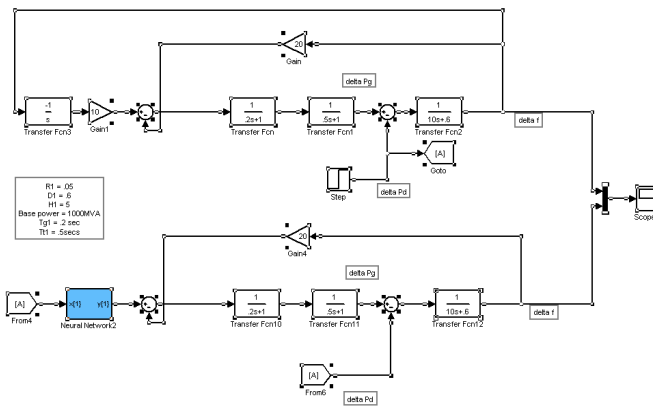 20
Gain
delta Pg
-1
s
Transfer Fcn3
10
Gain1
1
.2s+1
Transfer Fcn
1
.5s+1
Transfer Fcn1
1
10s+.6
Transfer Fcn2
delta f
[A]
Goto
Step
delta Pd
R1 = .05
D1 = .6
H1 = 5
Base power = 1000MVA
Tg1 = .2 sec
Tt1 = .5secs
Scope
20
Gain4
delta Pg
[A]
From4
x{1} y{1}
Neural Network2
1
.2s+1
Transfer Fcn10
1
.5s+1
Transfer Fcn11
1
10s+.6
Transfer Fcn12
delta f
[A]
From6
delta Pd